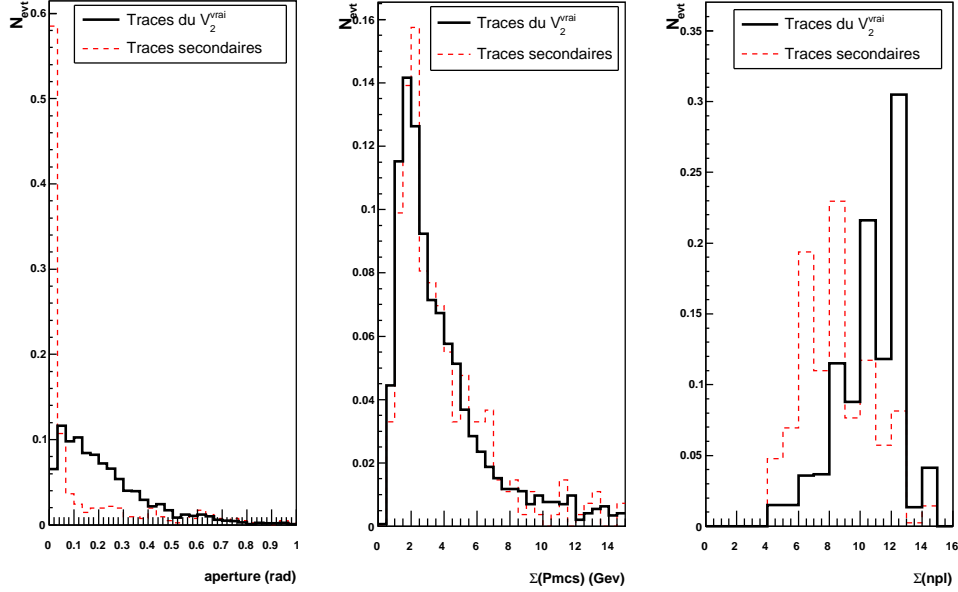 N_evt
Traces du V_2^vrai
Traces secondaires
0.6
0.5
0.4
0.3
0.2
0.1
0
0 0.1 0.2 0.3 0.4 0.5 0.6 0.7 0.8 0.9 1
aperture (rad)
N_evt
Traces du V_2^vrai
Traces secondaires
0.16
0.14
0.12
0.1
0.08
0.06
0.04
0.02
0
0 2 4 6 8 10 12 14
Σ(Pmcs) (Gev)
N_evt
Traces du V_2^vrai
Traces secondaires
0.35
0.3
0.25
0.2
0.15
0.1
0.05
0
0 2 4 6 8 10 12 14 16
Σ(npl)